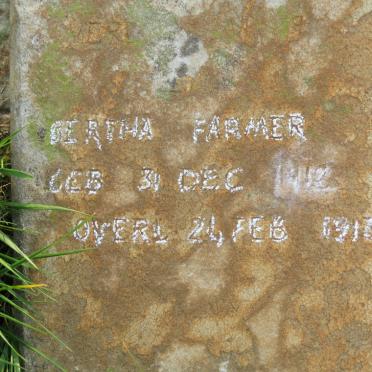 BERTHA FARMER
GEB 31 DEC
OVERL 24 FEB